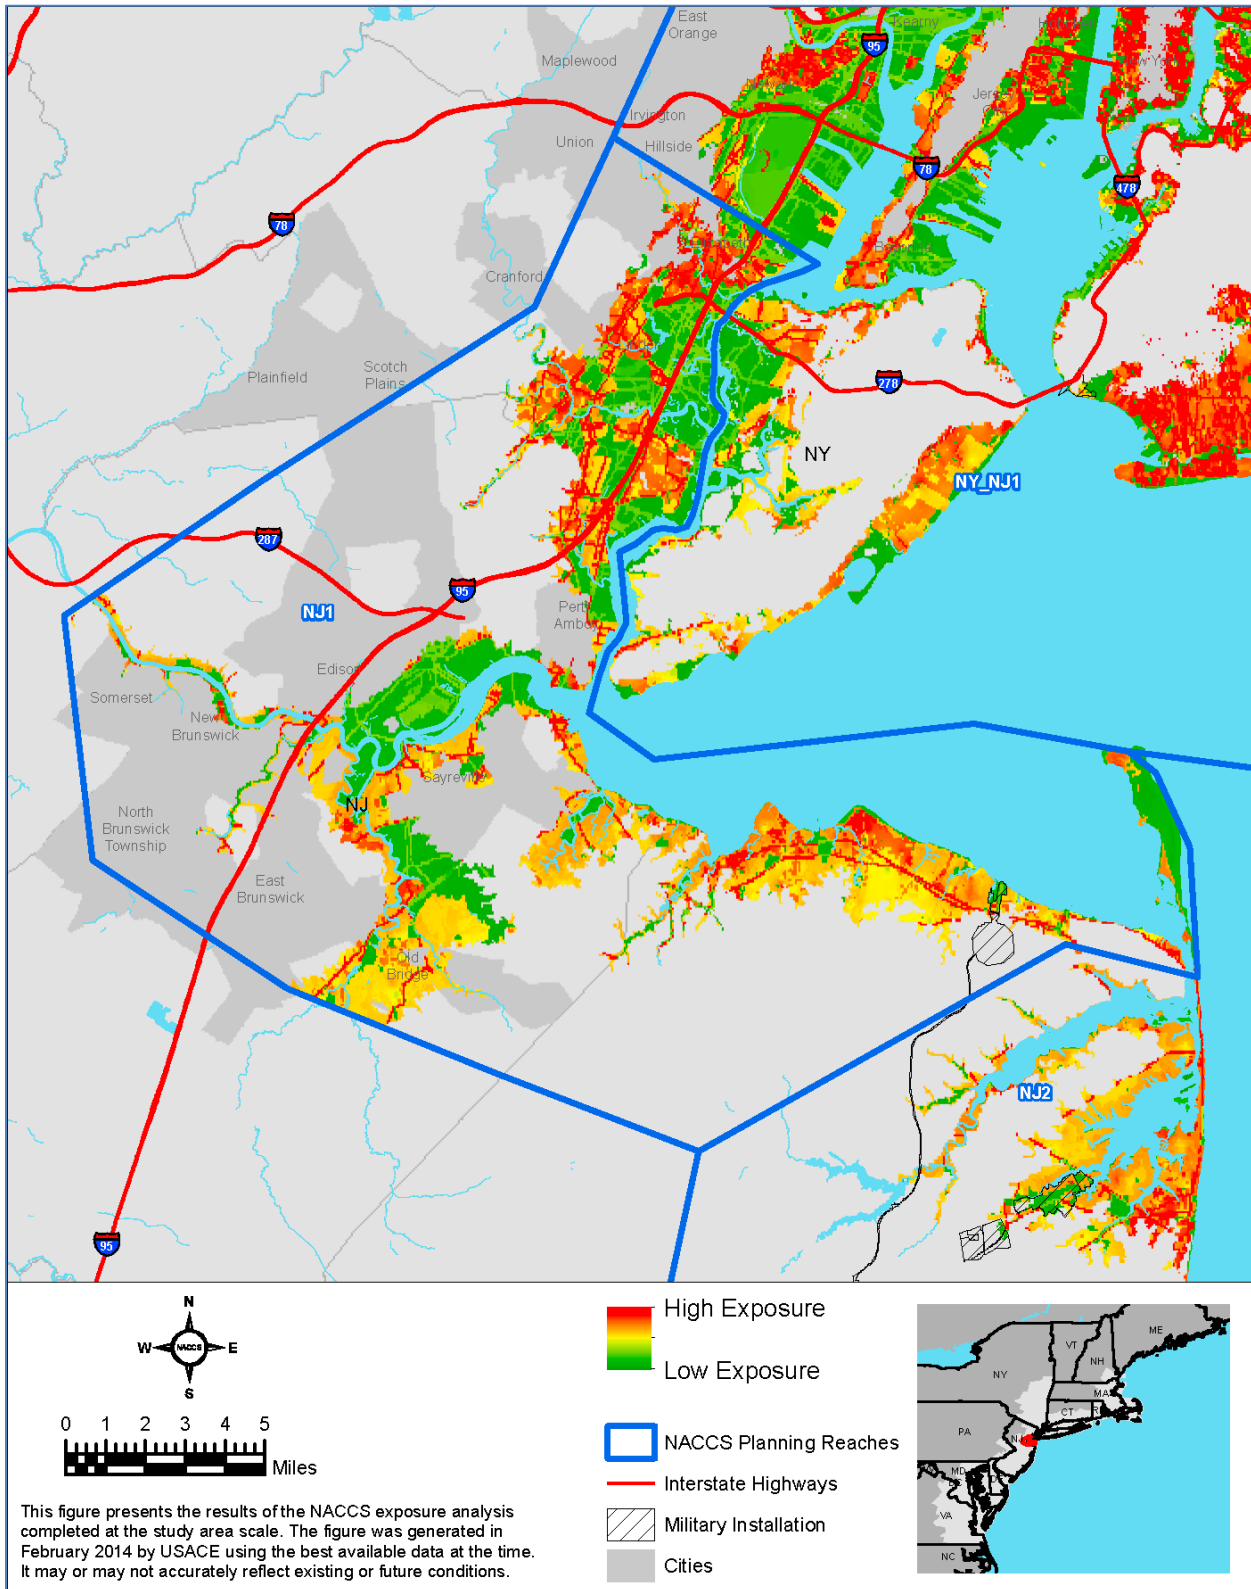 East
Orange
Kearny
95
Maplewood
Irvington
Union
Hillside
78
478
78
Cranford
Scotch
Plains
Plainfield
278
NY
NY_NJ1
287
95
NJ1
Perth
Amboy
Edison
Somerset
New
Brunswick
Sayreville
NJ
North
Brunswick
Township
East
Brunswick
Old
Bridge
NJ2
95
N
W NACCS E
S
0 1 2 3 4 5
Miles
This figure presents the results of the NACCS exposure analysis
completed at the study area scale. The figure was generated in
February 2014 by USACE using the best available data at the time.
It may or may not accurately reflect existing or future conditions.
High Exposure
Low Exposure
NACCS Planning Reaches
Interstate Highways
Military Installation
Cities
ME
VT
NH
NY
MA
CT
PA
NJ
MD
VA
NC